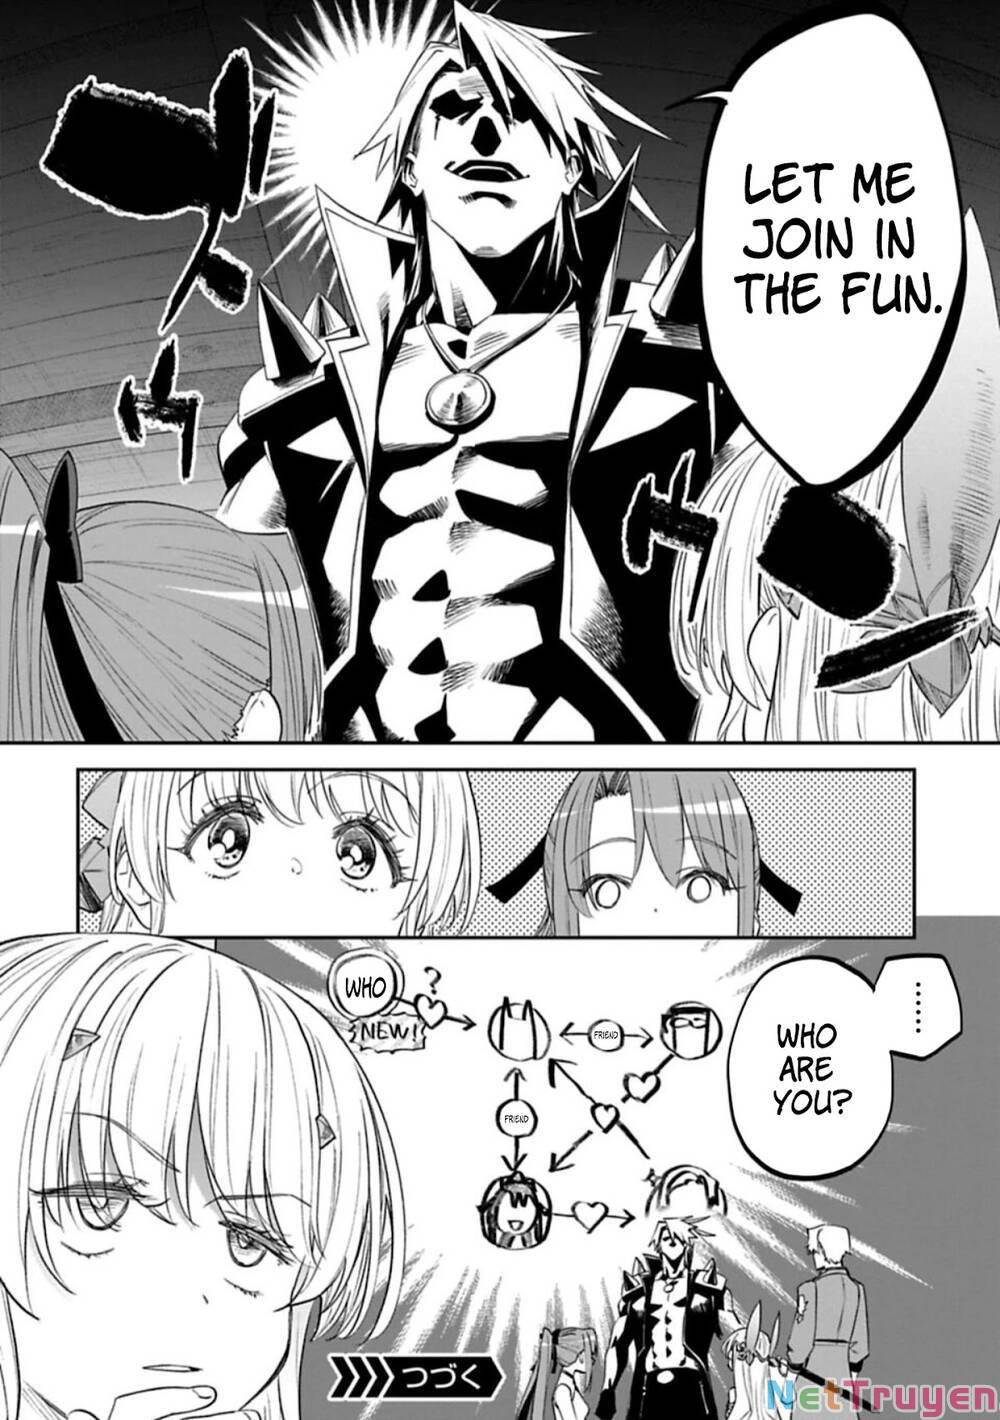 LET ME
JOIN IN
THE FUN.
WHO
?
NEW!
FRIEND
FRIEND
......
WHO
ARE
YOU?
つづく
NetTruyen